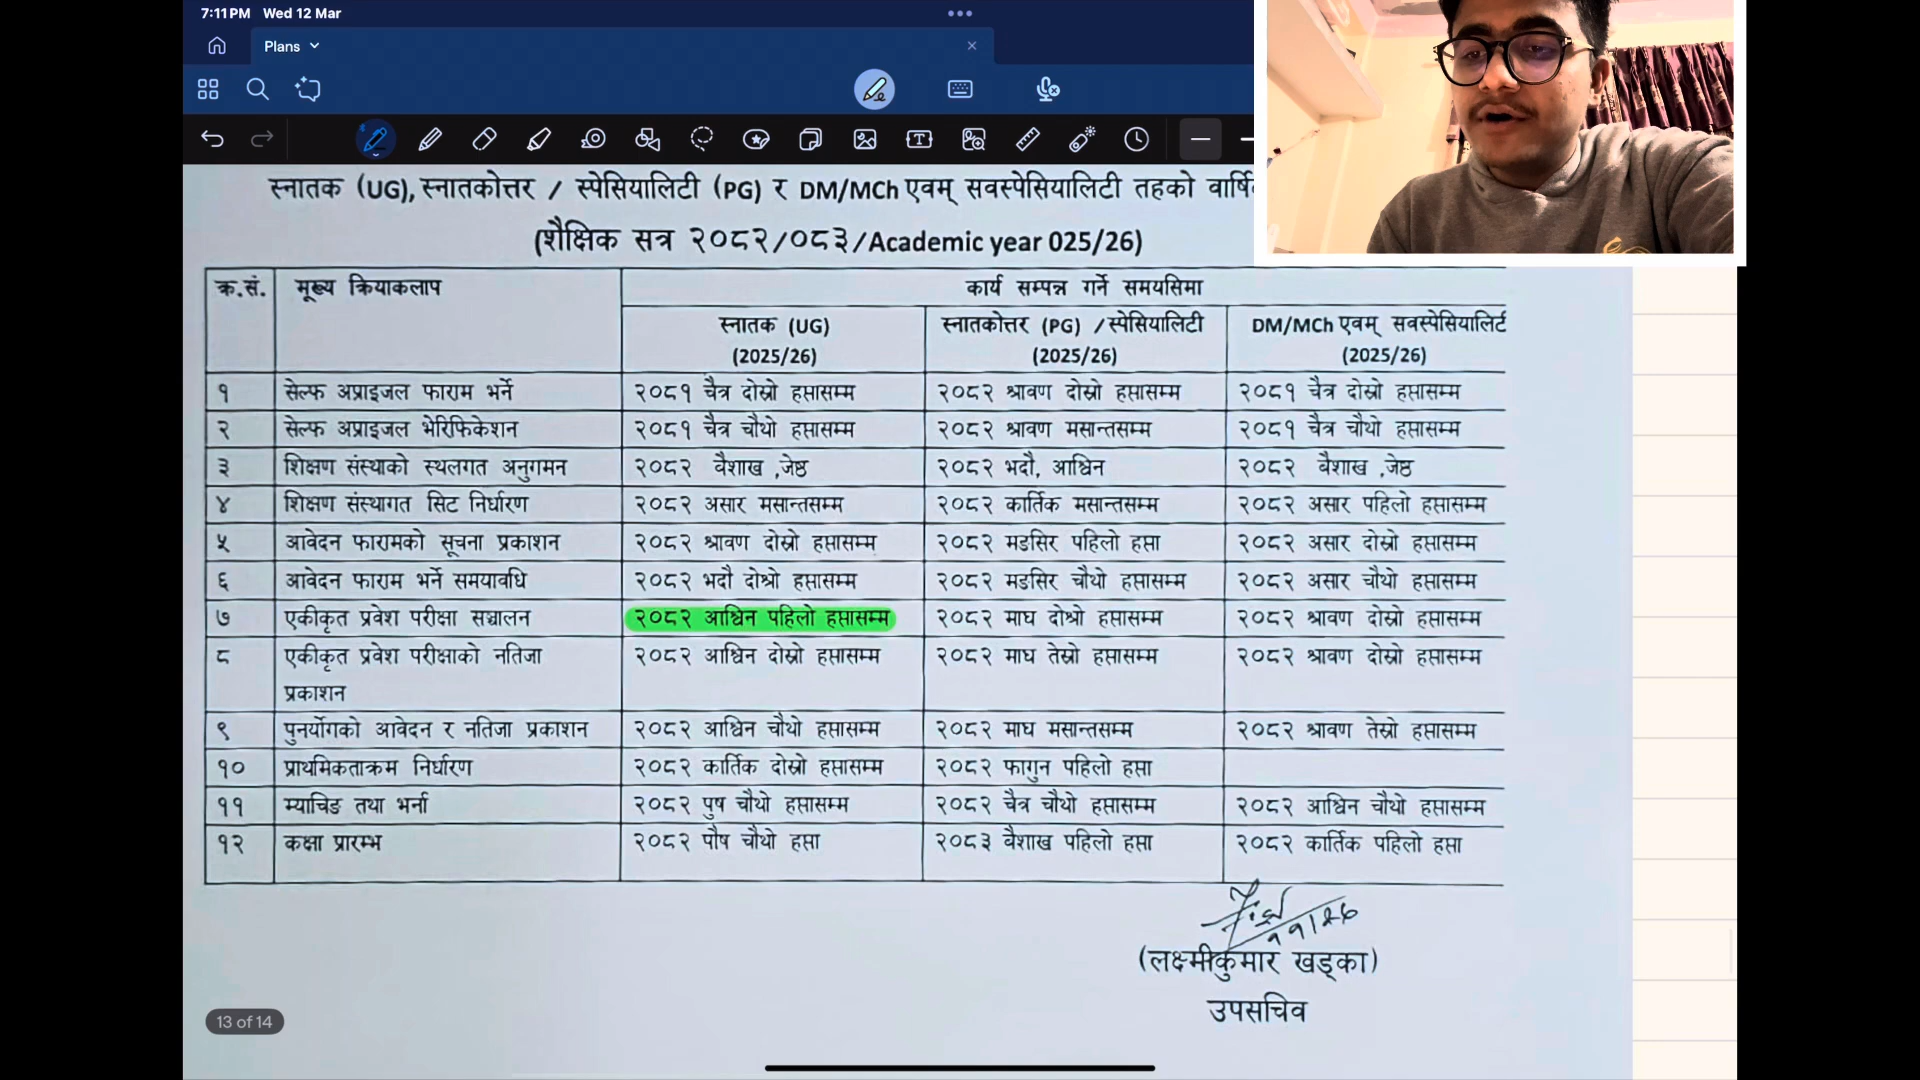 7:11 PM Wed 12 Mar
Plans
स्नातक (UG), स्नातकोत्तर / स्पेसियालिटी (PG) र DM/MCh एवम् सवस्पेसियालिटी तहको
(शैक्षिक सत्र २०८२/०८३/Academic year 025/26)
क्र.सं. मूख्य क्रियाकलाप कार्य सम्पन्न गर्ने समयसिमा
स्नातक (UG) स्नातकोत्तर (PG) /स्पेसियालिटी DM/MCh एवम्
(2025/26) (2025/26) (2025/26)
१ सेल्फ अप्राइजल फाराम भर्ने २०८१ चैत्र दोस्रो हप्तासम्म २०८२ श्रावण दोस्रो हप्तासम्म २०८१ चैत्र दोस्रो हप्तासम्म
२ सेल्फ अप्राइजल भेरिफिकेशन २०८१ चैत्र चौथो हप्तासम्म २०८२ श्रावण मसान्तसम्म २०८१ चैत्र चौथो हप्तासम्म
३ शिक्षण संस्थाको स्थलगत अनुगमन २०८२ वैशाख ,जेष्ठ २०८२ भदौ, आश्विन २०८२ वैशाख ,जेष्ठ
४ शिक्षण संस्थागत सिट निर्धारण २०८२ असार मसान्तसम्म २०८२ कार्तिक मसान्तसम्म २०८२ असार पहिलो हप्तासम्म
५ आवेदन फारामको सूचना प्रकाशन २०८२ श्रावण दोस्रो हप्तासम्म २०८२ मङसिर पहिलो हप्ता २०८२ असार दोस्रो हप्तासम्म
६ आवेदन फाराम भर्ने समयावधि २०८२ भदौ दोश्रो हप्तासम्म २०८२ मङसिर चौथो हप्तासम्म २०८२ असार चौथो हप्तासम्म
७ एकीकृत प्रवेश परीक्षा सञ्चालन २०८२ आश्विन पहिलो हप्तासम्म २०८२ माघ दोश्रो हप्तासम्म २०८२ श्रावण दोस्रो हप्तासम्म
८ एकीकृत प्रवेश परीक्षाको नतिजा २०८२ आश्विन दोस्रो हप्तासम्म २०८२ माघ तेस्रो हप्तासम्म २०८२ श्रावण दोस्रो हप्तासम्म
प्रकाशन
९ पुनर्योगको आवेदन र नतिजा प्रकाशन २०८२ आश्विन चौथो हप्तासम्म २०८२ माघ मसान्तसम्म २०८२ श्रावण तेस्रो हप्तासम्म
१० प्राथमिकताक्रम निर्धारण २०८२ कार्तिक दोस्रो हप्तासम्म २०८२ फागुन पहिलो हप्ता
११ म्याचिङ तथा भर्ना २०८२ पुष चौथो हप्तासम्म २०८२ चैत्र चौथो हप्तासम्म २०८२ आश्विन चौथो हप्तासम्म
१२ कक्षा प्रारम्भ २०८२ पौष चौथो हप्ता २०८३ वैशाख पहिलो हप्ता २०८२ कार्तिक पहिलो हप्ता
(लक्ष्मीकुमार खड्का)
उपसचिव
13 of 14